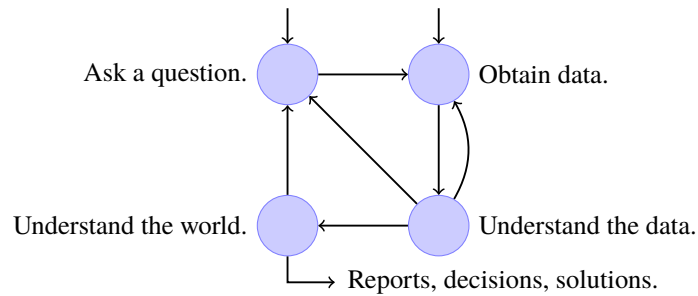 Ask a question.
Obtain data.
Understand the world.
Understand the data.
Reports, decisions, solutions.